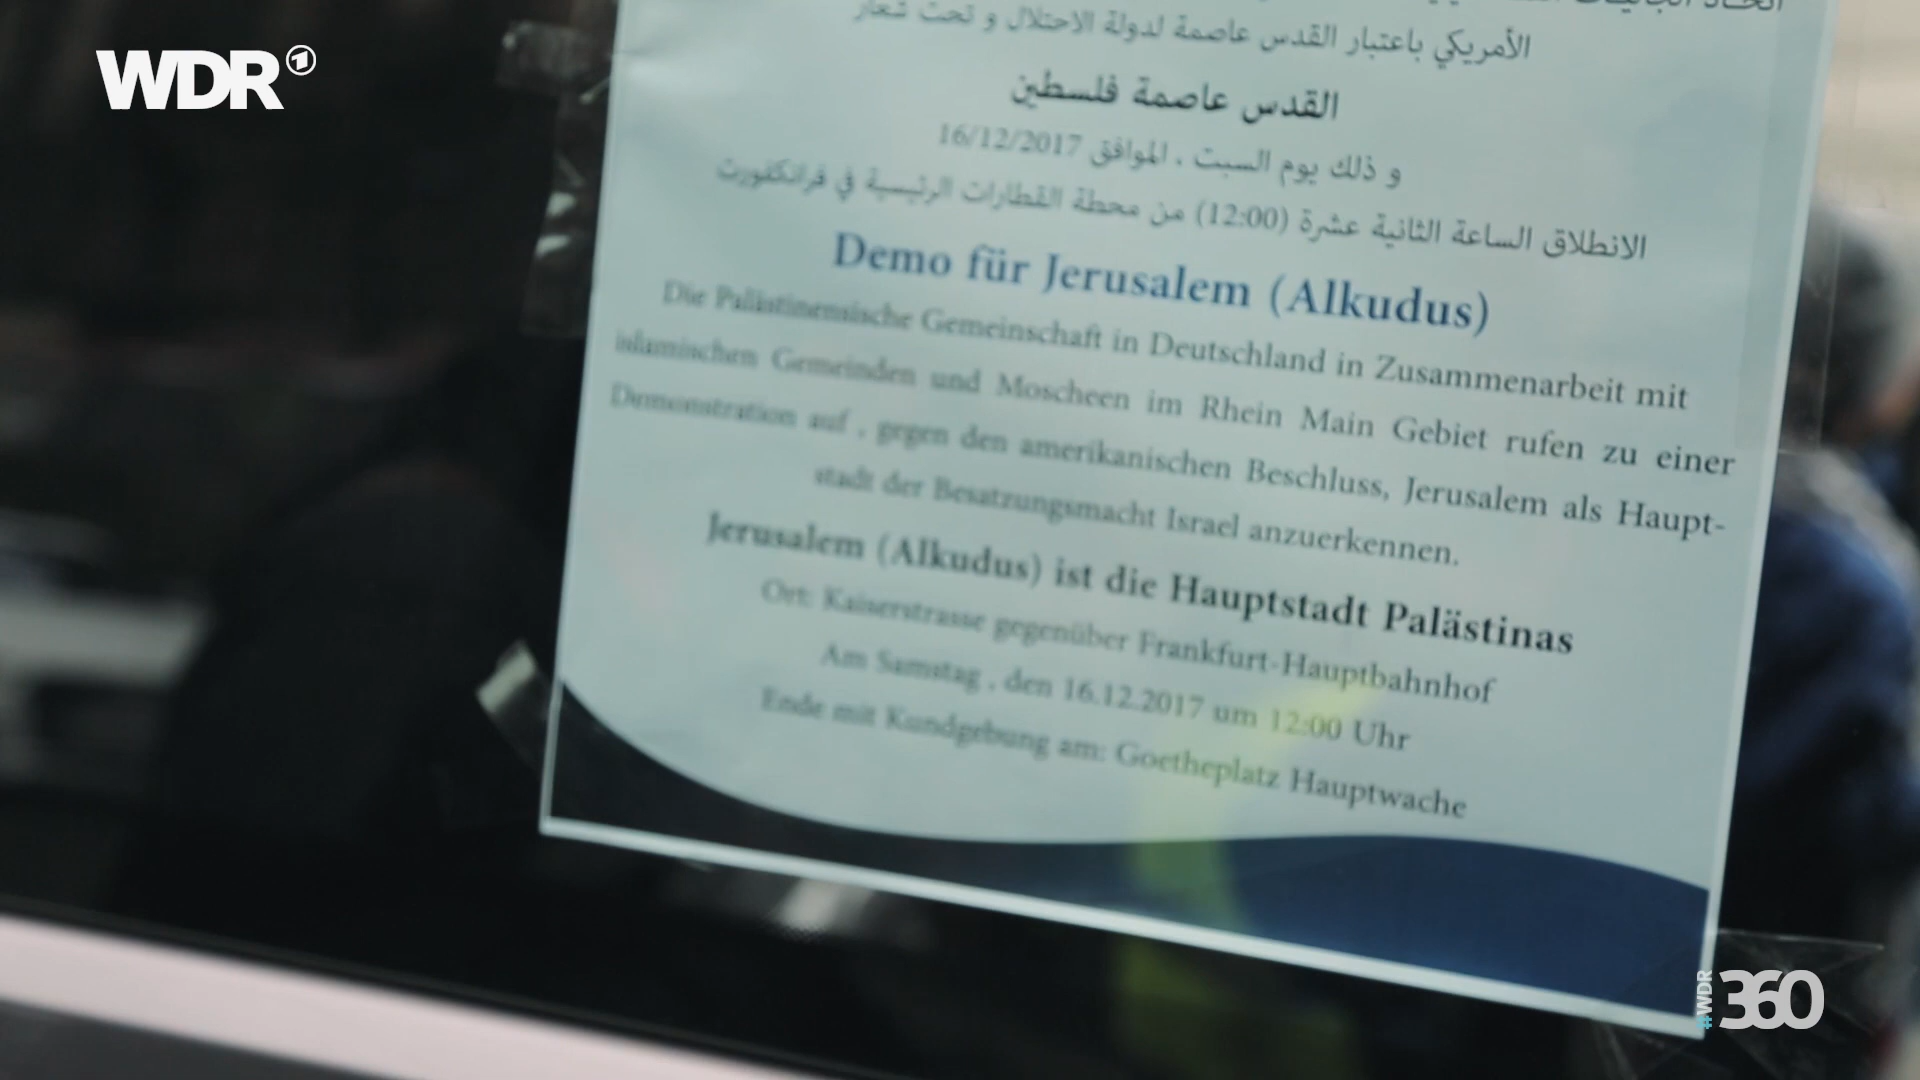 WDR
الأمريكي باعتبار القدس عاصمة لدولة الاحتلال و تحت شعار
القدس عاصمة فلسطين
و ذلك يوم السبت . الموافق 16/12/2017
الانطلاق الساعة الثانية عشرة (12:00) من محطة القطارات الرئيسية في فرانكفورت
Demo für Jerusalem (Alkudus)
Die Palästinensische Gemeinschaft in Deutschland in Zusammenarbeit mit
islamischen Gemeinden und Moscheen im Rhein Main Gebiet rufen zu einer
Demonstration auf , gegen den amerikanischen Beschluss, Jerusalem als Haupt-
stadt der Besatzungsmacht Israel anzuerkennen.
Jerusalem (Alkudus) ist die Hauptstadt Palästinas
Ort: Kaiserstrasse gegenüber Frankfurt-Hauptbahnhof
Am Samstag , den 16.12.2017 um 12:00 Uhr
Ende mit Kundgebung am: Goetheplatz Hauptwache
#WDR360